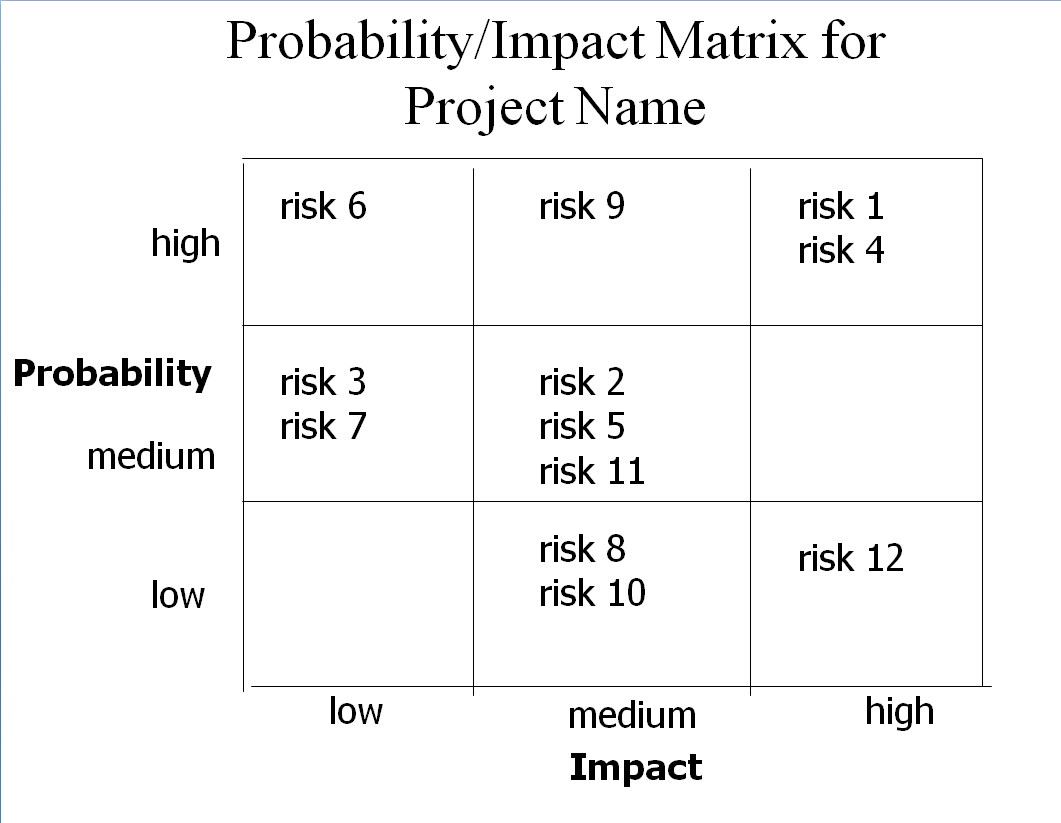 Probability/Impact Matrix for
Project Name
risk 6
risk 9
risk 1
risk 4
high
Probability
risk 3
risk 7
risk 2
risk 5
risk 11
medium
risk 8
risk 10
risk 12
low
low
medium
high
Impact